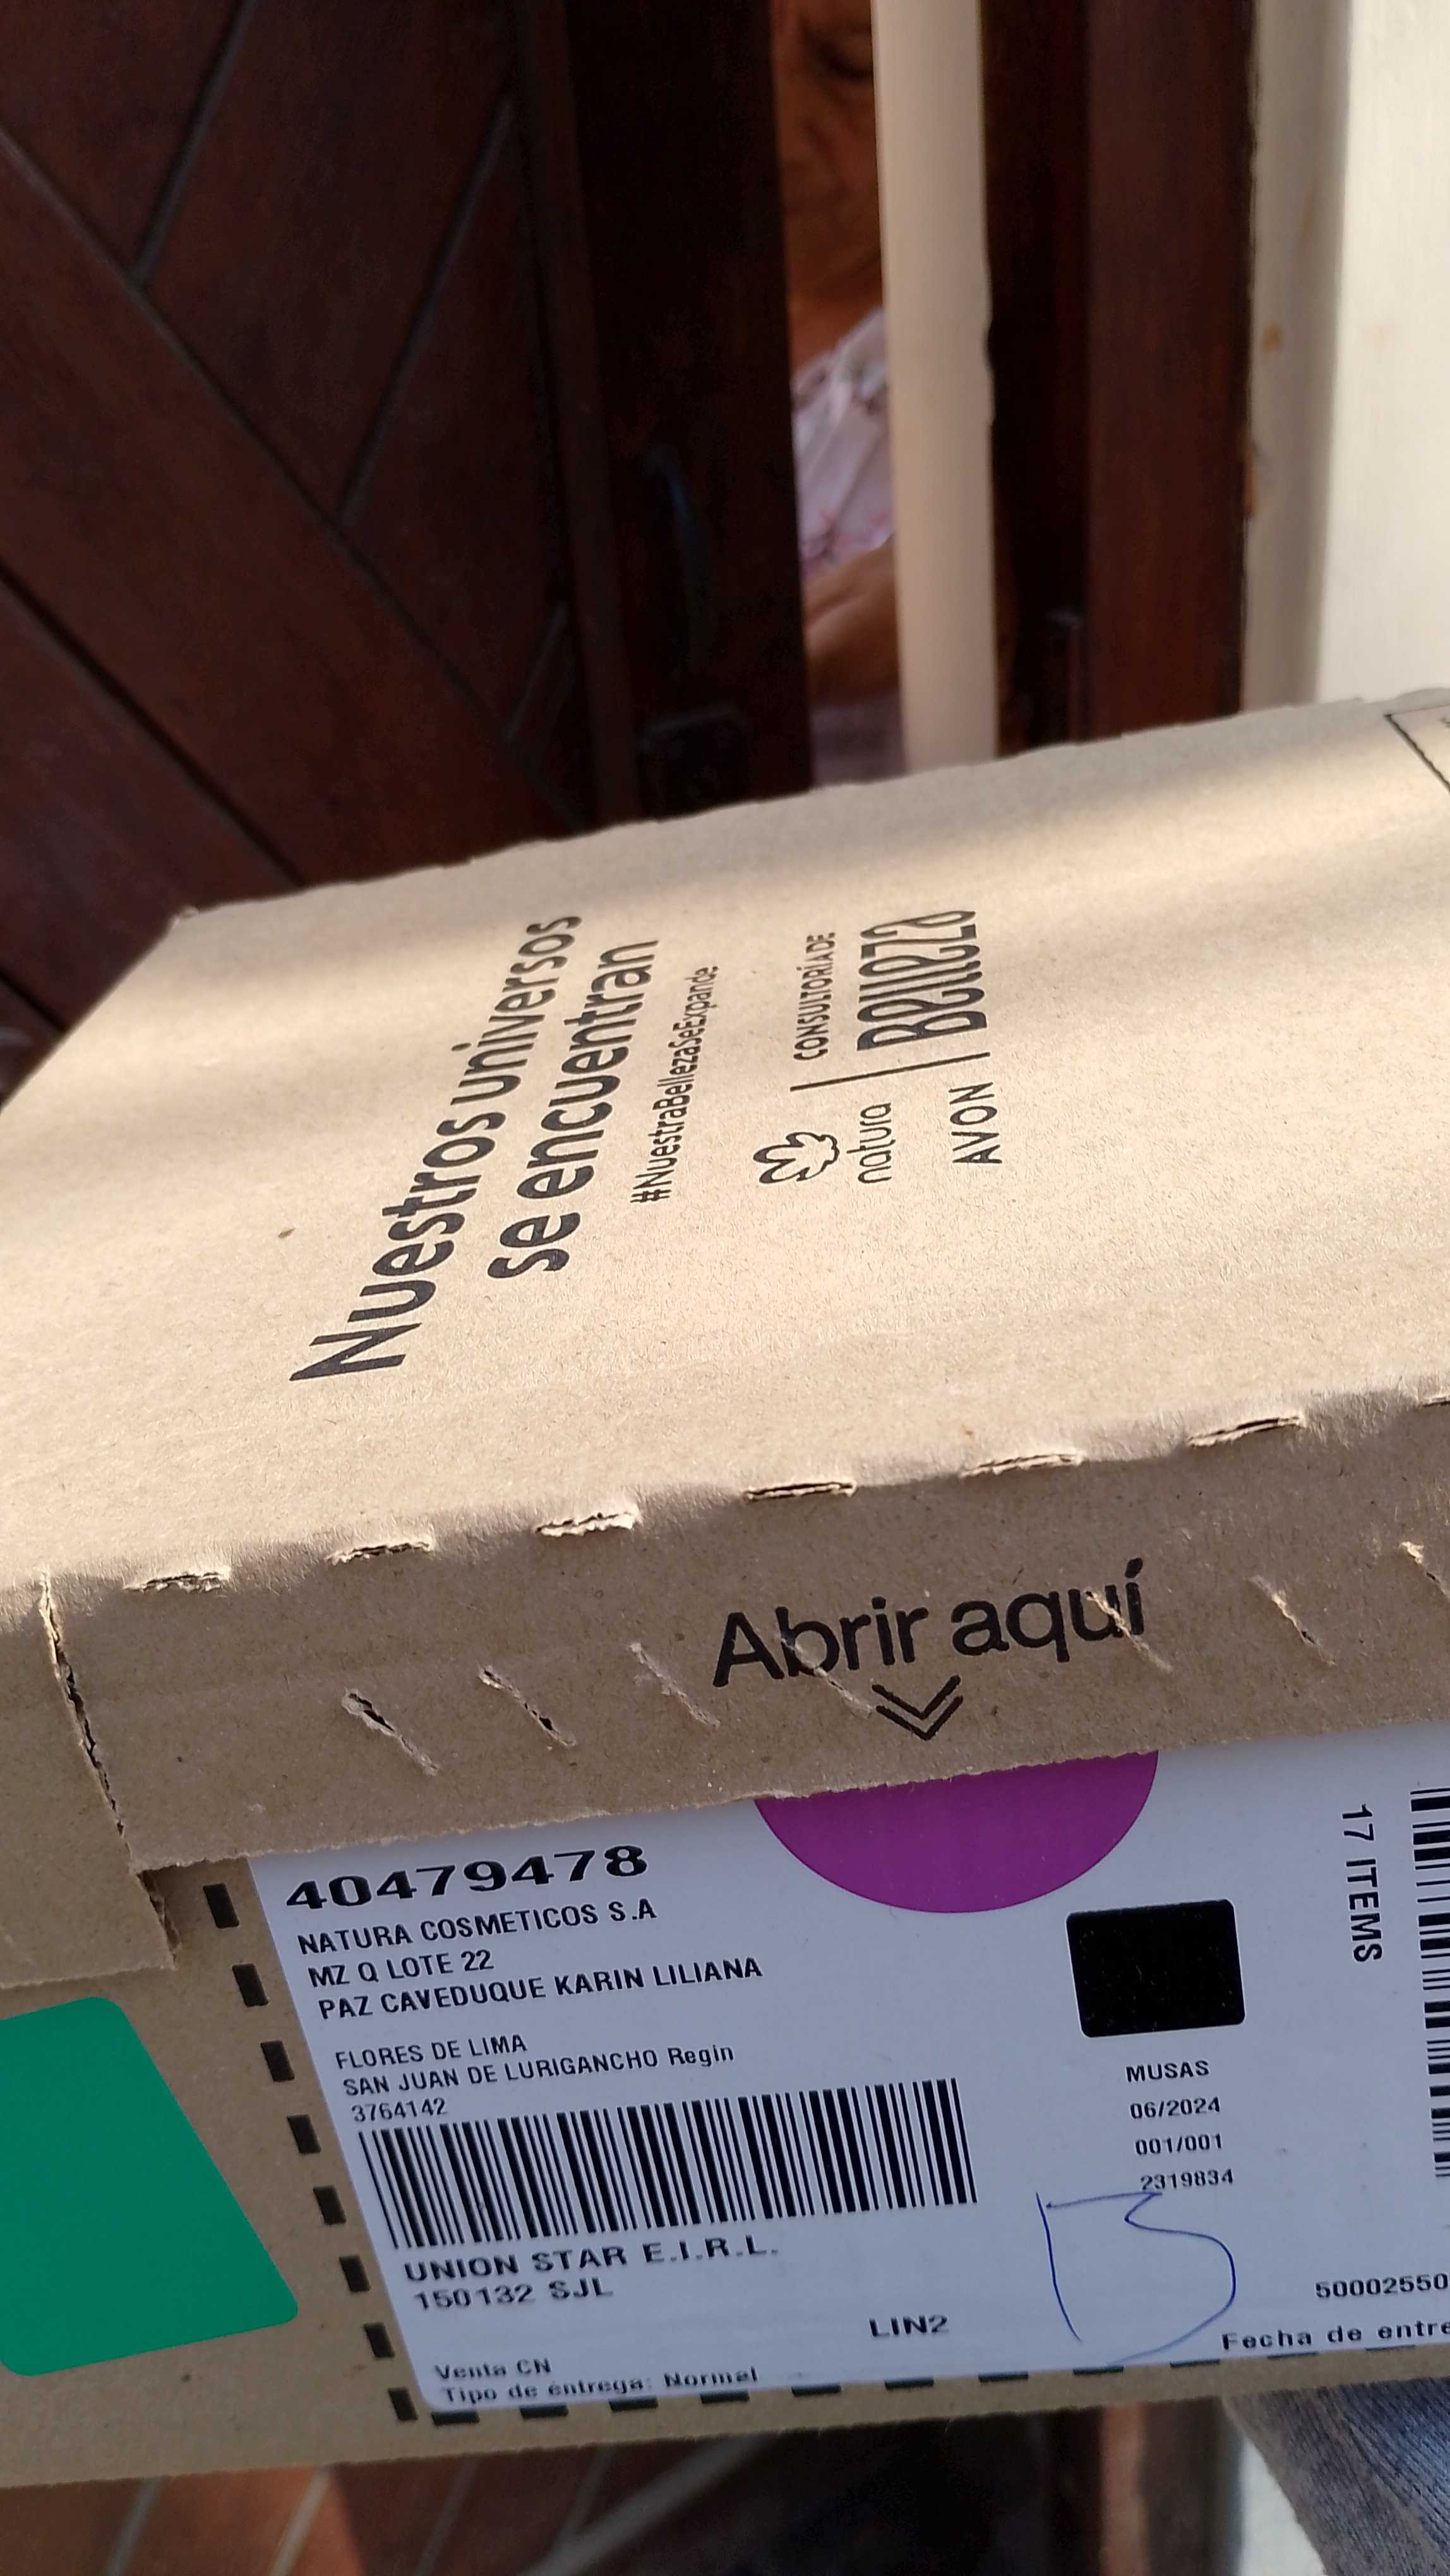 Nuestros universos
se encuentran
#NuestraBellezaSeExpande
natura
AVON
CONSULTORÍA DE
Belleza
Abrir aquí
40479478
NATURA COSMETICOS S.A
MZ Q LOTE 22
PAZ CAVEDUQUE KARIN LILIANA
FLORES DE LIMA
SAN JUAN DE LURIGANCHO Regin
3764142
UNION STAR E.I.R.L.
150132 SJL
LIN2
Venta CN
Tipo de entrega: Normal
17 ITEMS
MUSAS
06/2024
001/001
2319834
50002550
Fecha de entre